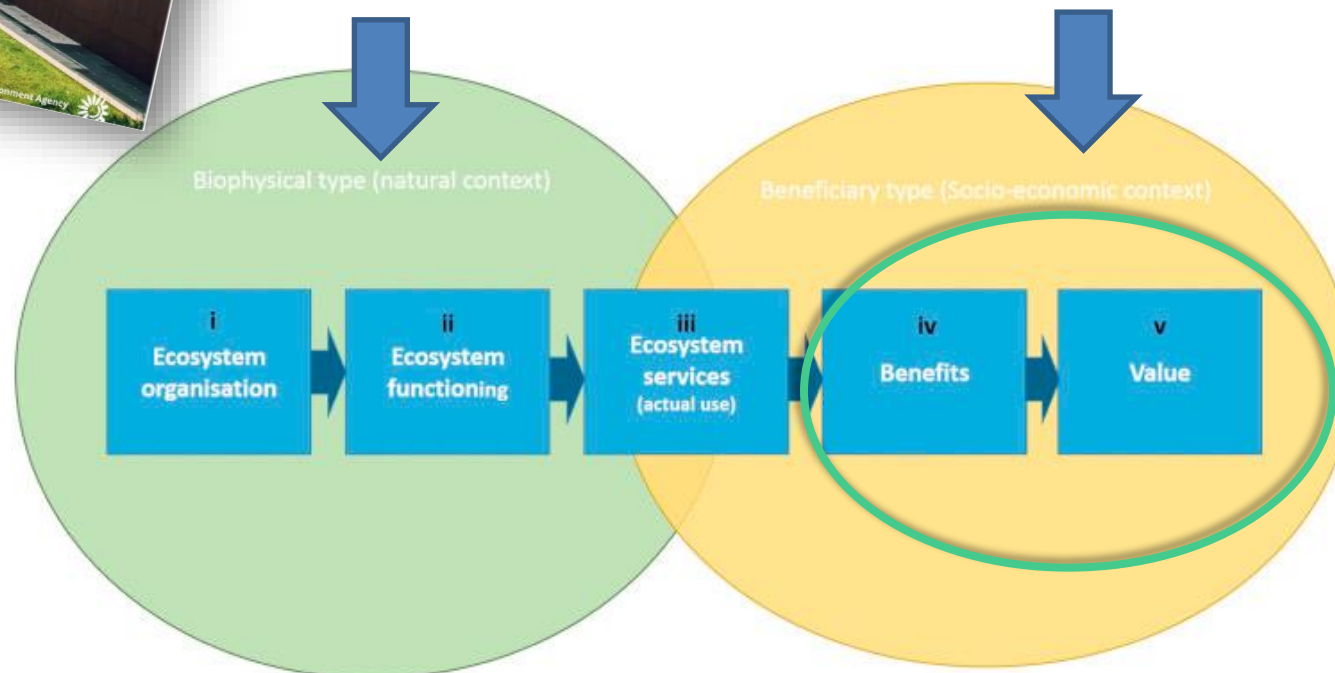 Agency
Biophysical type (natural context)
Beneficiary type (Socio-economic context)
i
Ecosystem
organisation
ii
Ecosystem
functioning
iii
Ecosystem
services
(actual use)
iv
Benefits
v
Value